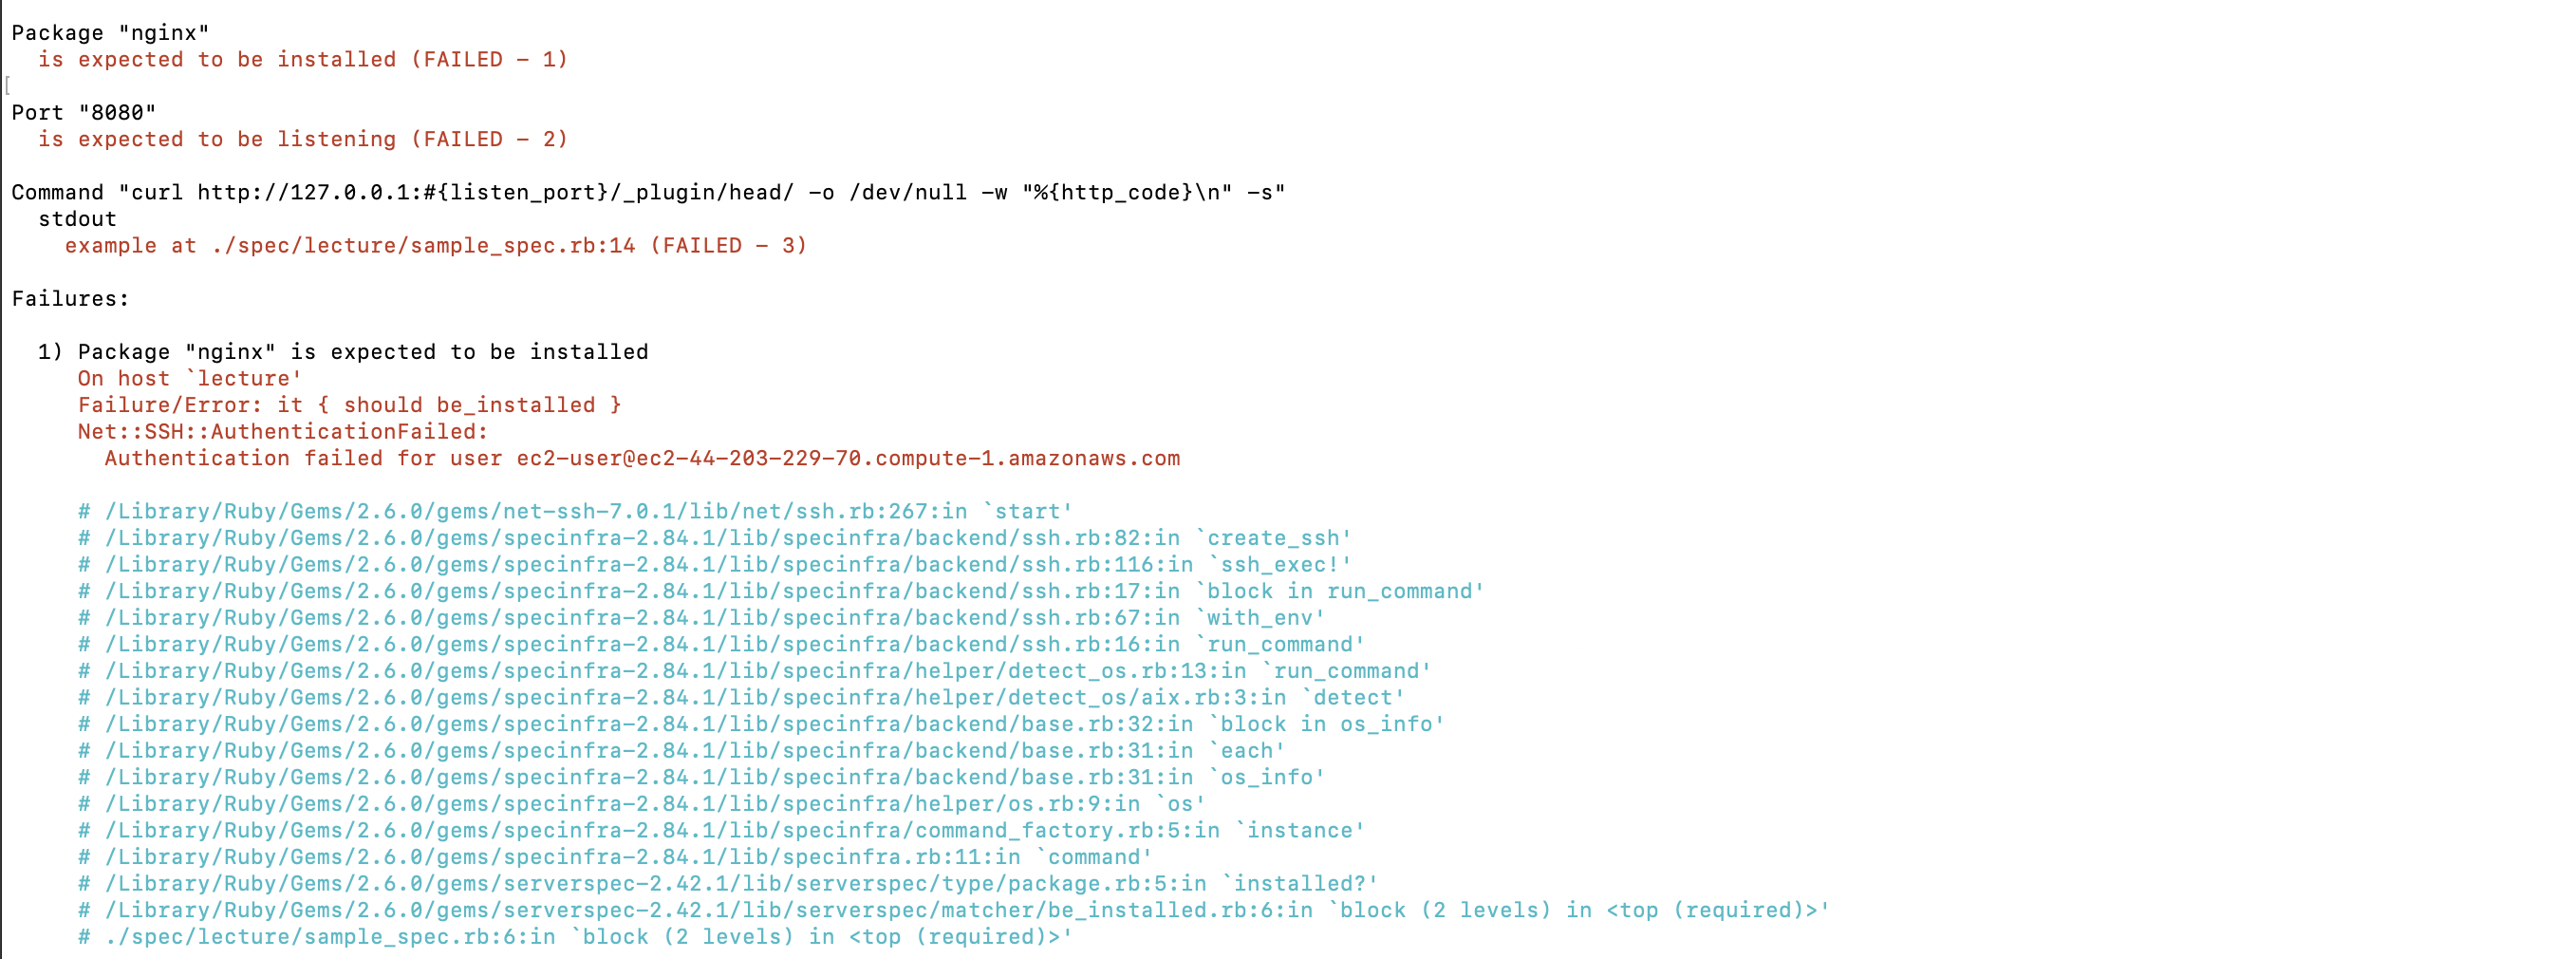 Package "nginx"
  is expected to be installed (FAILED - 1)
[
Port "8080"
  is expected to be listening (FAILED - 2)

Command "curl http://127.0.0.1:#{listen_port}/_plugin/head/ -o /dev/null -w "%{http_code}\n" -s"
  stdout
    example at ./spec/lecture/sample_spec.rb:14 (FAILED - 3)

Failures:

  1) Package "nginx" is expected to be installed
     On host `lecture'
     Failure/Error: it { should be_installed }
     Net::SSH::AuthenticationFailed:
       Authentication failed for user ec2-user@ec2-44-203-229-70.compute-1.amazonaws.com

     # /Library/Ruby/Gems/2.6.0/gems/net-ssh-7.0.1/lib/net/ssh.rb:267:in `start'
     # /Library/Ruby/Gems/2.6.0/gems/specinfra-2.84.1/lib/specinfra/backend/ssh.rb:82:in `create_ssh'
     # /Library/Ruby/Gems/2.6.0/gems/specinfra-2.84.1/lib/specinfra/backend/ssh.rb:116:in `ssh_exec!'
     # /Library/Ruby/Gems/2.6.0/gems/specinfra-2.84.1/lib/specinfra/backend/ssh.rb:17:in `block in run_command'
     # /Library/Ruby/Gems/2.6.0/gems/specinfra-2.84.1/lib/specinfra/backend/ssh.rb:67:in `with_env'
     # /Library/Ruby/Gems/2.6.0/gems/specinfra-2.84.1/lib/specinfra/backend/ssh.rb:16:in `run_command'
     # /Library/Ruby/Gems/2.6.0/gems/specinfra-2.84.1/lib/specinfra/helper/detect_os.rb:13:in `run_command'
     # /Library/Ruby/Gems/2.6.0/gems/specinfra-2.84.1/lib/specinfra/helper/detect_os/aix.rb:3:in `detect'
     # /Library/Ruby/Gems/2.6.0/gems/specinfra-2.84.1/lib/specinfra/backend/base.rb:32:in `block in os_info'
     # /Library/Ruby/Gems/2.6.0/gems/specinfra-2.84.1/lib/specinfra/backend/base.rb:31:in `each'
     # /Library/Ruby/Gems/2.6.0/gems/specinfra-2.84.1/lib/specinfra/backend/base.rb:31:in `os_info'
     # /Library/Ruby/Gems/2.6.0/gems/specinfra-2.84.1/lib/specinfra/helper/os.rb:9:in `os'
     # /Library/Ruby/Gems/2.6.0/gems/specinfra-2.84.1/lib/specinfra/command_factory.rb:5:in `instance'
     # /Library/Ruby/Gems/2.6.0/gems/specinfra-2.84.1/lib/specinfra.rb:11:in `command'
     # /Library/Ruby/Gems/2.6.0/gems/serverspec-2.42.1/lib/serverspec/type/package.rb:5:in `installed?'
     # /Library/Ruby/Gems/2.6.0/gems/serverspec-2.42.1/lib/serverspec/matcher/be_installed.rb:6:in `block (2 levels) in <top (required)>'
     # ./spec/lecture/sample_spec.rb:6:in `block (2 levels) in <top (required)>'